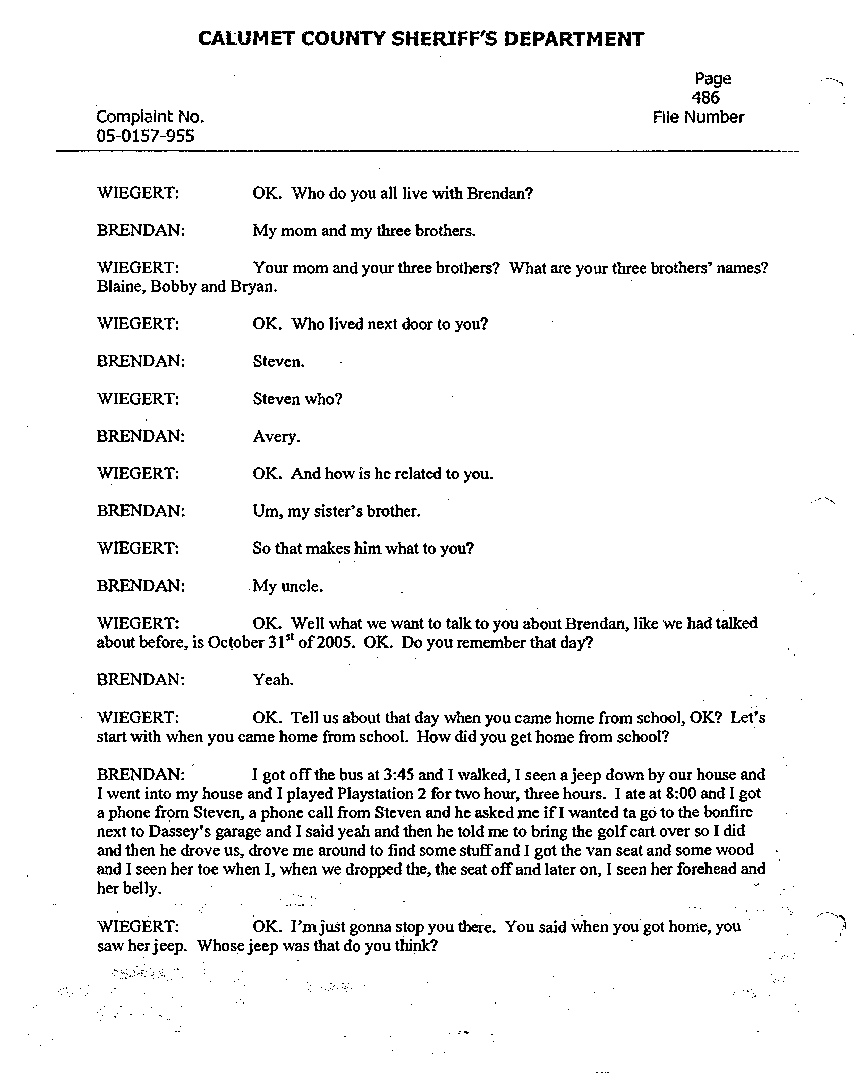 CALUMET COUNTY SHERIFF'S DEPARTMENT
Page
486
Complaint No.
File Number
05-0157-955
WIEGERT: OK. Who do you all live with Brendan?
BRENDAN: My mom and my three brothers.
WIEGERT: Your mom and your three brothers? What are your three brothers' names?
Blaine, Bobby and Bryan.
WIEGERT: OK. Who lived next door to you?
BRENDAN: Steven.
WIEGERT: Steven who?
BRENDAN: Avery.
WIEGERT: OK. And how is he related to you.
BRENDAN: Um, my sister's brother.
WIEGERT: So that makes him what to you?
BRENDAN: My uncle.
WIEGERT: OK. Well what we want to talk to you about Brendan, like we had talked
about before, is October 31st of 2005. OK. Do you remember that day?
BRENDAN: Yeah.
WIEGERT: OK. Tell us about that day when you came home from school, OK? Let's
start with when you came home from school. How did you get home from school?
BRENDAN: I got off the bus at 3:45 and I walked, I seen a jeep down by our house and
I went into my house and I played Playstation 2 for two hour, three hours. I ate at 8:00 and I got
a phone from Steven, a phone call from Steven and he asked me if I wanted ta go to the bonfire
next to Dassey's garage and I said yeah and then he told me to bring the golf cart over so I did
and then he drove us, drove me around to find some stuff and I got the van seat and some wood
and I seen her toe when I, when we dropped the, the seat off and later on, I seen her forehead and
her belly.
WIEGERT: OK. I'm just gonna stop you there. You said when you got home, you
saw her jeep. Whose jeep was that do you think?